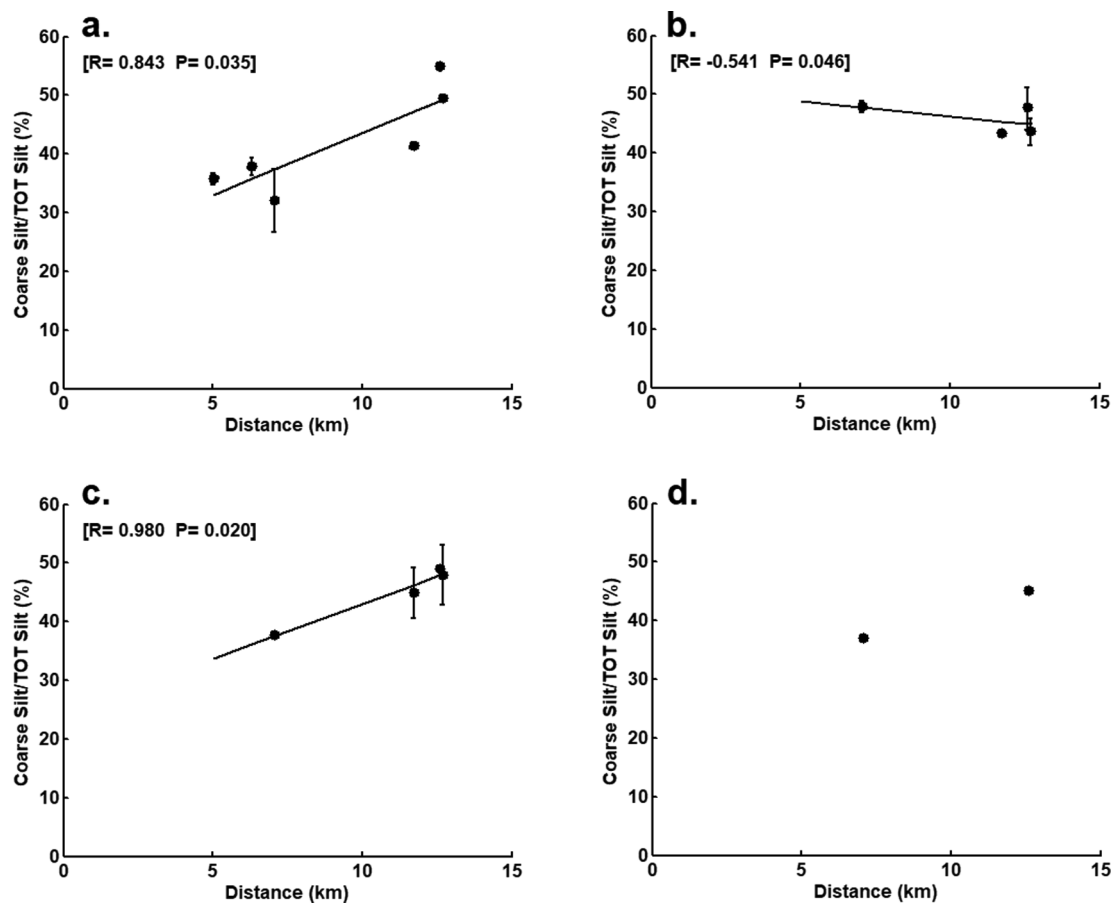 a.
[R= 0.843 P= 0.035]
60
50
40
30
20
10
0
Coarse Silt/TOT Silt (%)
0 5 10 15
Distance (km)
b.
[R= -0.541 P= 0.046]
60
50
40
30
20
10
0
Coarse Silt/TOT Silt (%)
0 5 10 15
Distance (km)
c.
[R= 0.980 P= 0.020]
60
50
40
30
20
10
0
Coarse Silt/TOT Silt (%)
0 5 10 15
Distance (km)
d.
60
50
40
30
20
10
0
Coarse Silt/TOT Silt (%)
0 5 10 15
Distance (km)